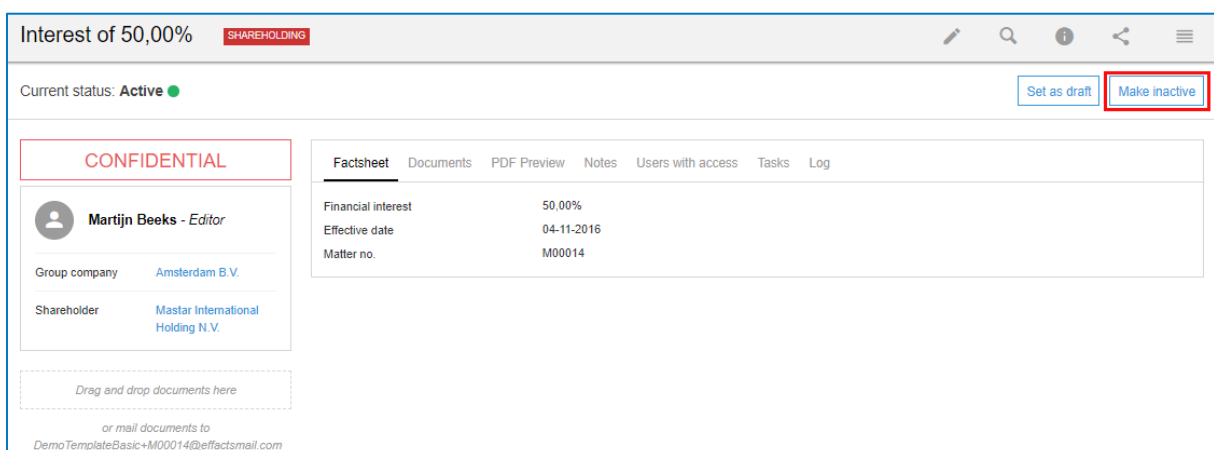 Interest of 50,00% SHAREHOLDING
Current status: Active
Set as draft Make inactive
CONFIDENTIAL
Martijn Beeks - Editor
Group company Amsterdam B.V.
Shareholder Mastar International
Holding N.V.
Drag and drop documents here
or mail documents to
DemoTemplateBasic+M00014@effactsmail.com
Factsheet Documents PDF Preview Notes Users with access Tasks Log
Financial interest 50,00%
Effective date 04-11-2016
Matter no. M00014